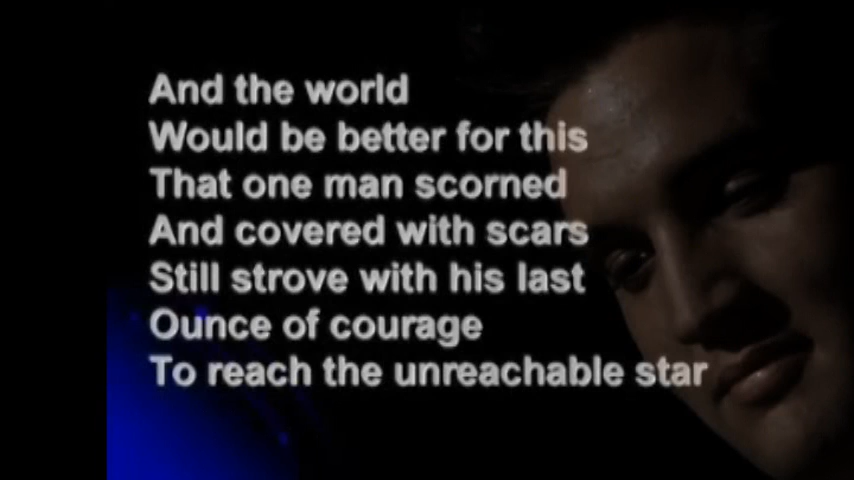 And the world
Would be better for this
That one man scorned
And covered with scars
Still strove with his last
Ounce of courage
To reach the unreachable star